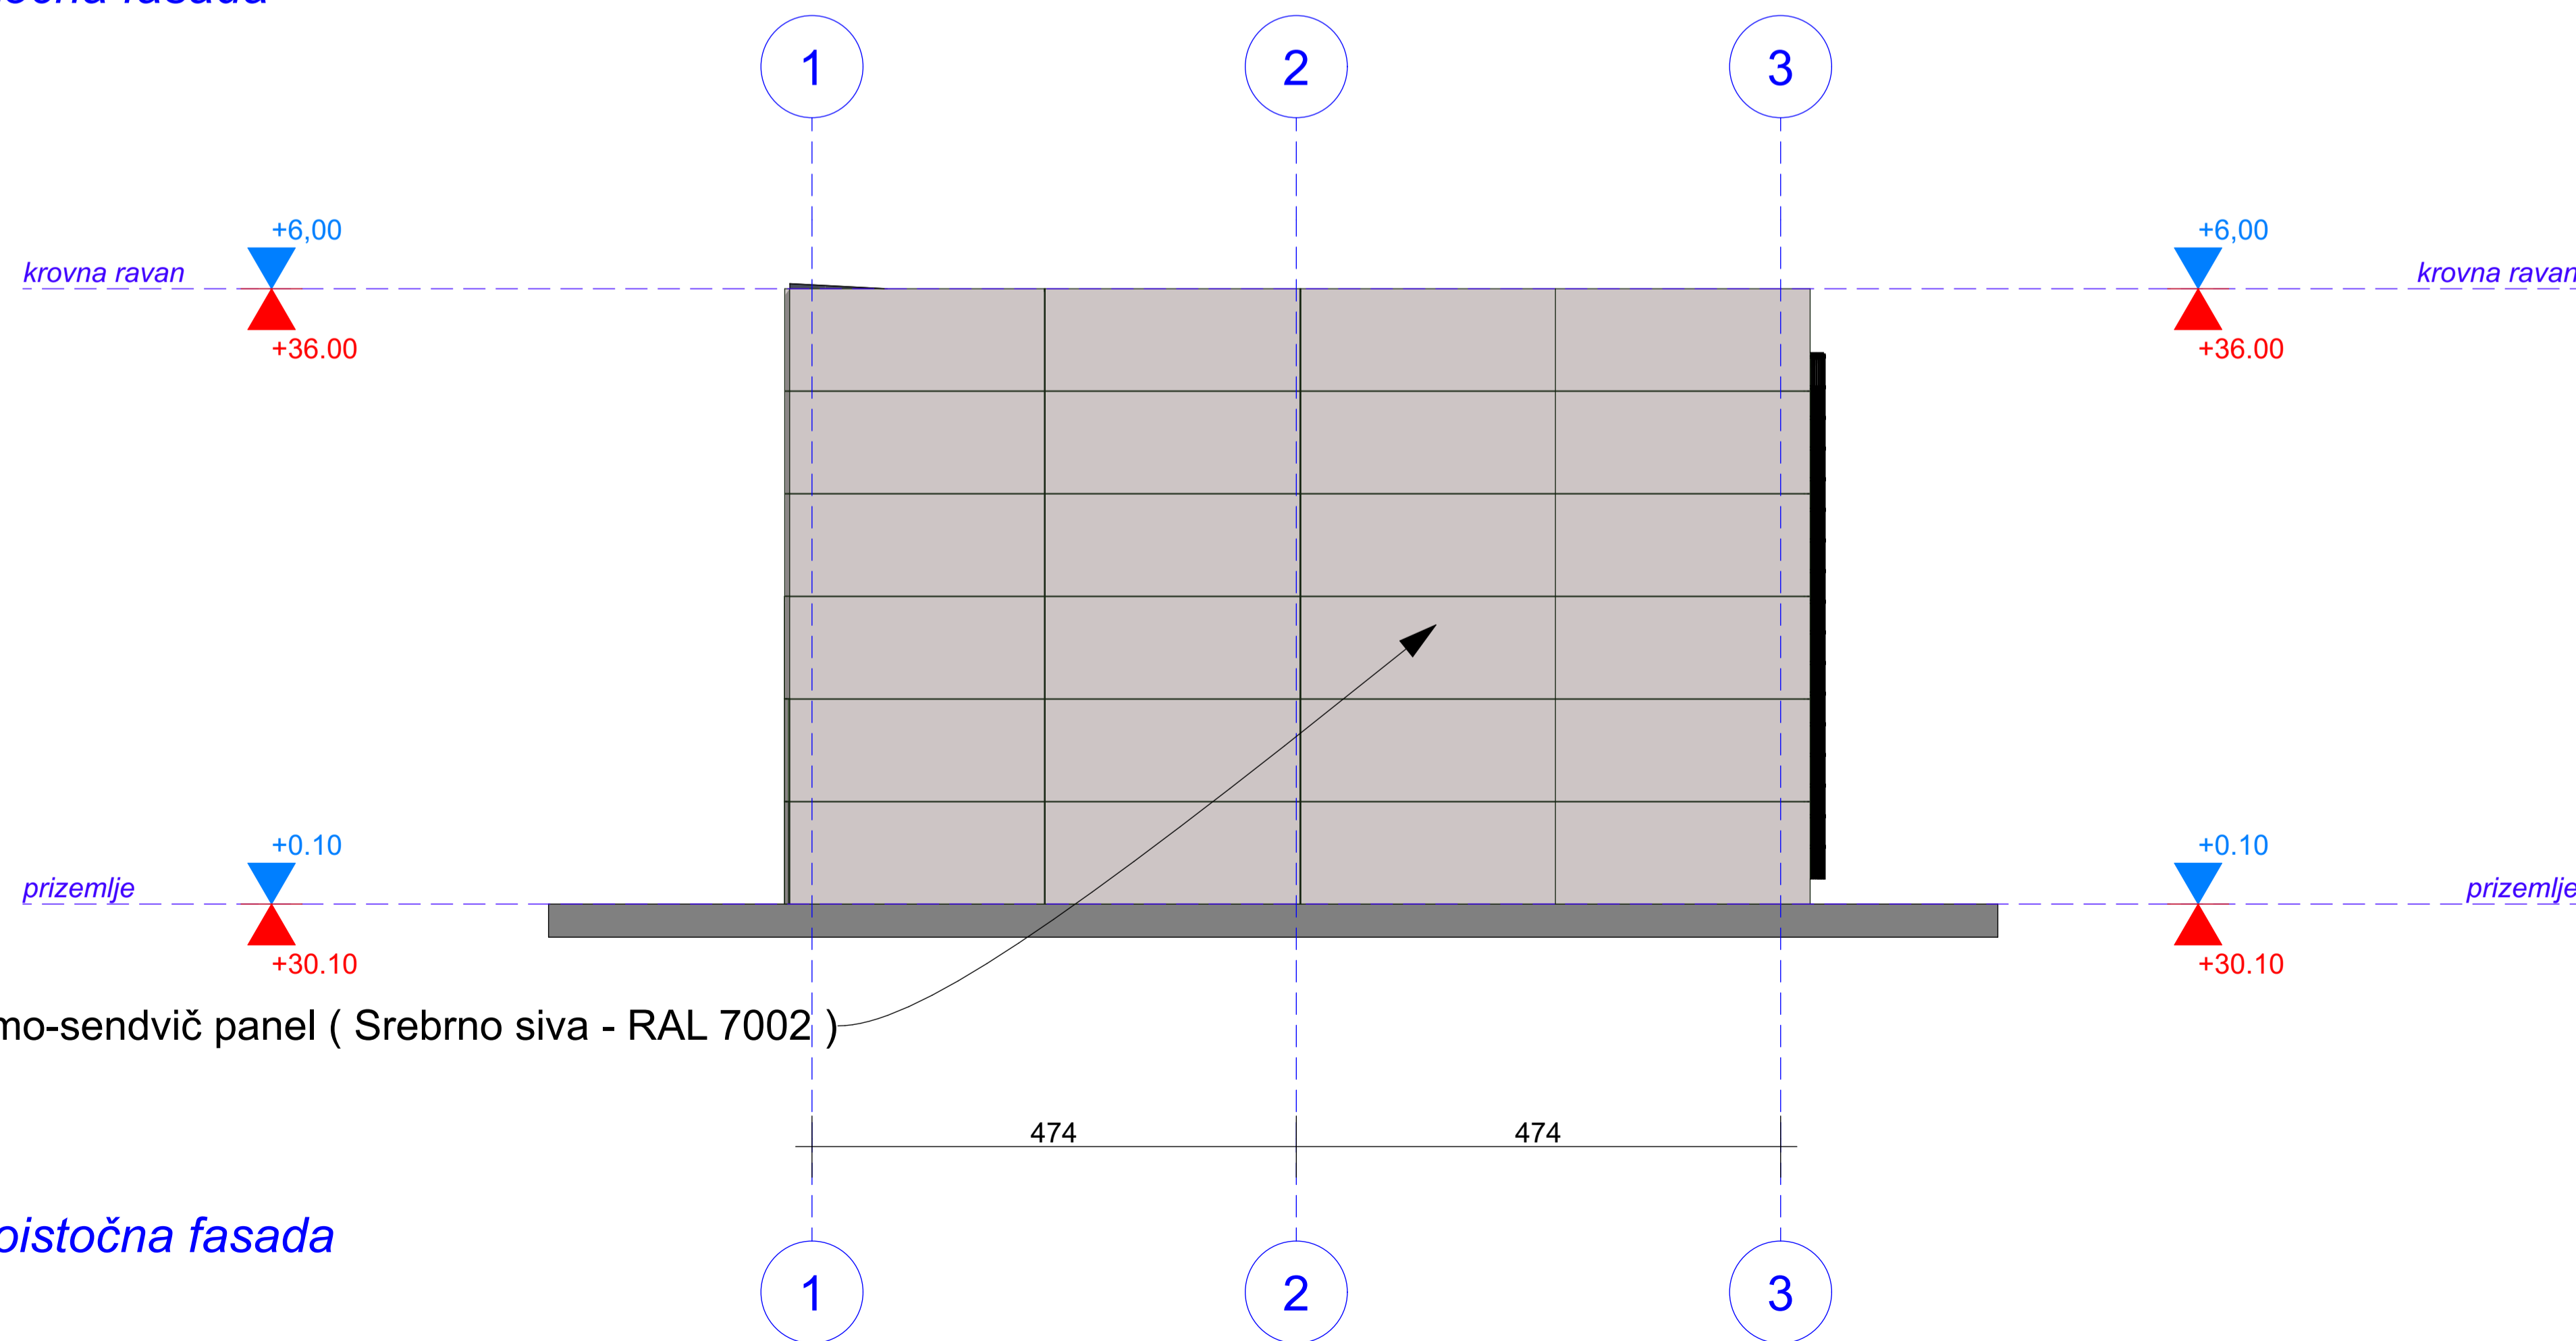 fasada
1 2 3
+6,00 +6,00
krovna ravan krovna ravan
+36.00 +36.00
+0.10 +0.10
prizemlje prizemlje
+30.10 +30.10
mo-sendvič panel ( Srebrno siva - RAL 7002 )
474 474
oistočna fasada
1 2 3